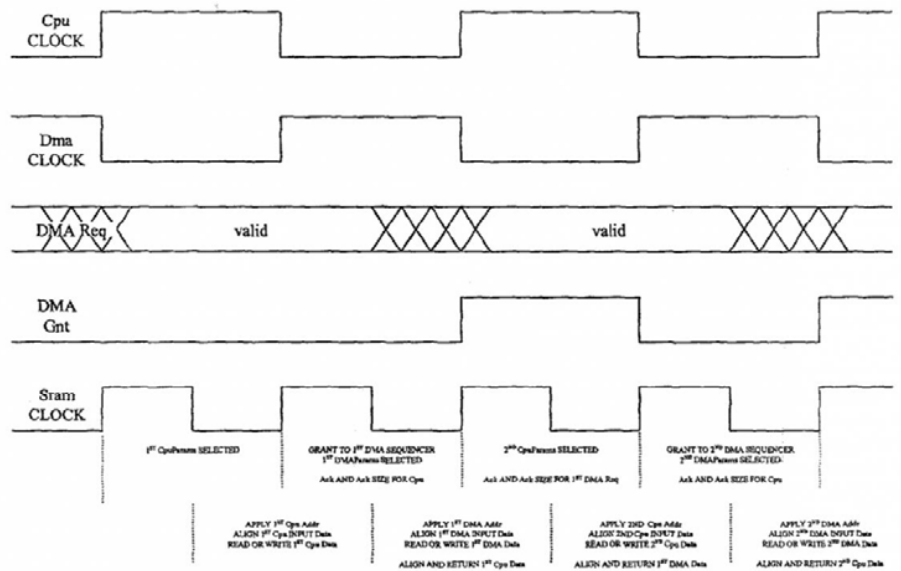 Cpu
CLOCK
Dma
CLOCK
DMA Req
valid
valid
DMA
Gnt
Sram
CLOCK
1ST CpuParams SELECTED
GRANT TO 1ST DMA SEQUENCER
1ST DMAParams SELECTED
Ack AND Ack SIZE FOR Cpu
2ND CpuParams SELECTED
Ack AND Ack SIZE FOR 1ST DMA Req
GRANT TO 2ND DMA SEQUENCER
2ND DMAParams SELECTED
Ack AND Ack SIZE FOR Cpu
APPLY 1ST Cpu Addr
ALIGN 1ST Cpu INPUT Data
READ OR WRITE 1ST Cpu Data
APPLY 1ST DMA Addr
ALIGN 1ST DMA INPUT Data
READ OR WRITE 1ST DMA Data
ALIGN AND RETURN 1ST Cpu Data
APPLY 2ND Cpu Addr
ALIGN 2ND Cpu INPUT Data
READ OR WRITE 2ND Cpu Data
ALIGN AND RETURN 1ST DMA Data
APPLY 2ND DMA Addr
ALIGN 2ND DMA INPUT Data
READ OR WRITE 2ND DMA Data
ALIGN AND RETURN 2ND Cpu Data